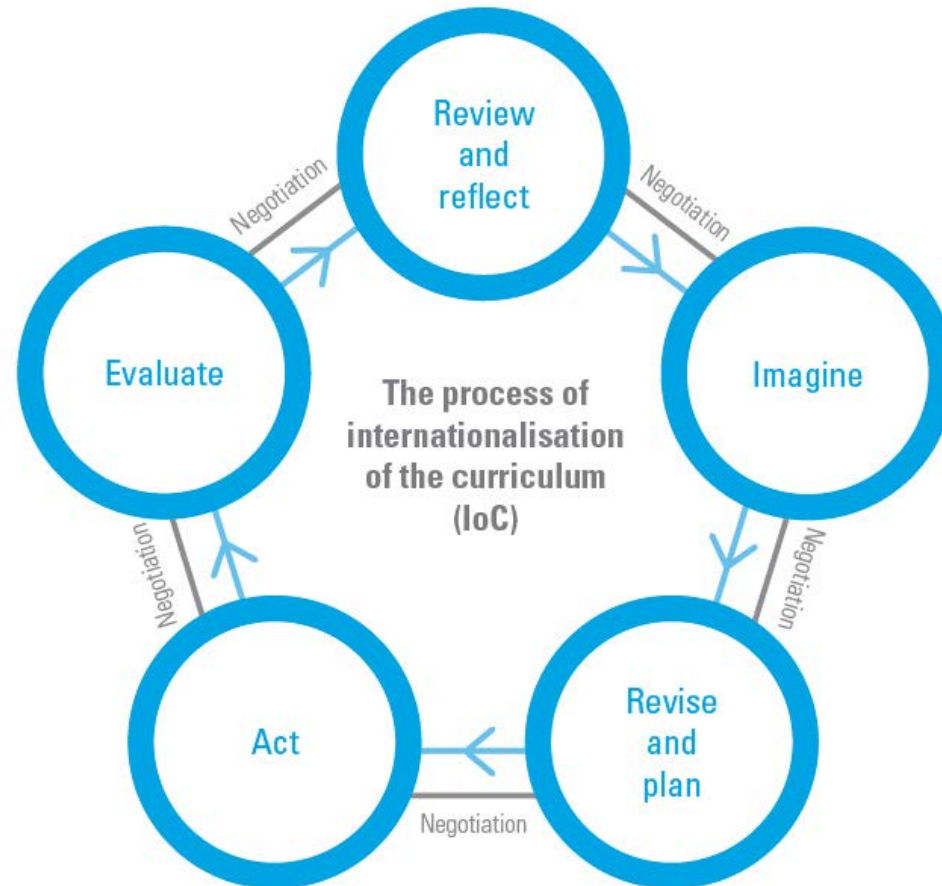 Review
and
reflect
Negotiation
Negotiation
Evaluate
Imagine
The process of
internationalisation
of the curriculum
(IoC)
Negotiation
Negotiation
Act
Revise
and
plan
Negotiation